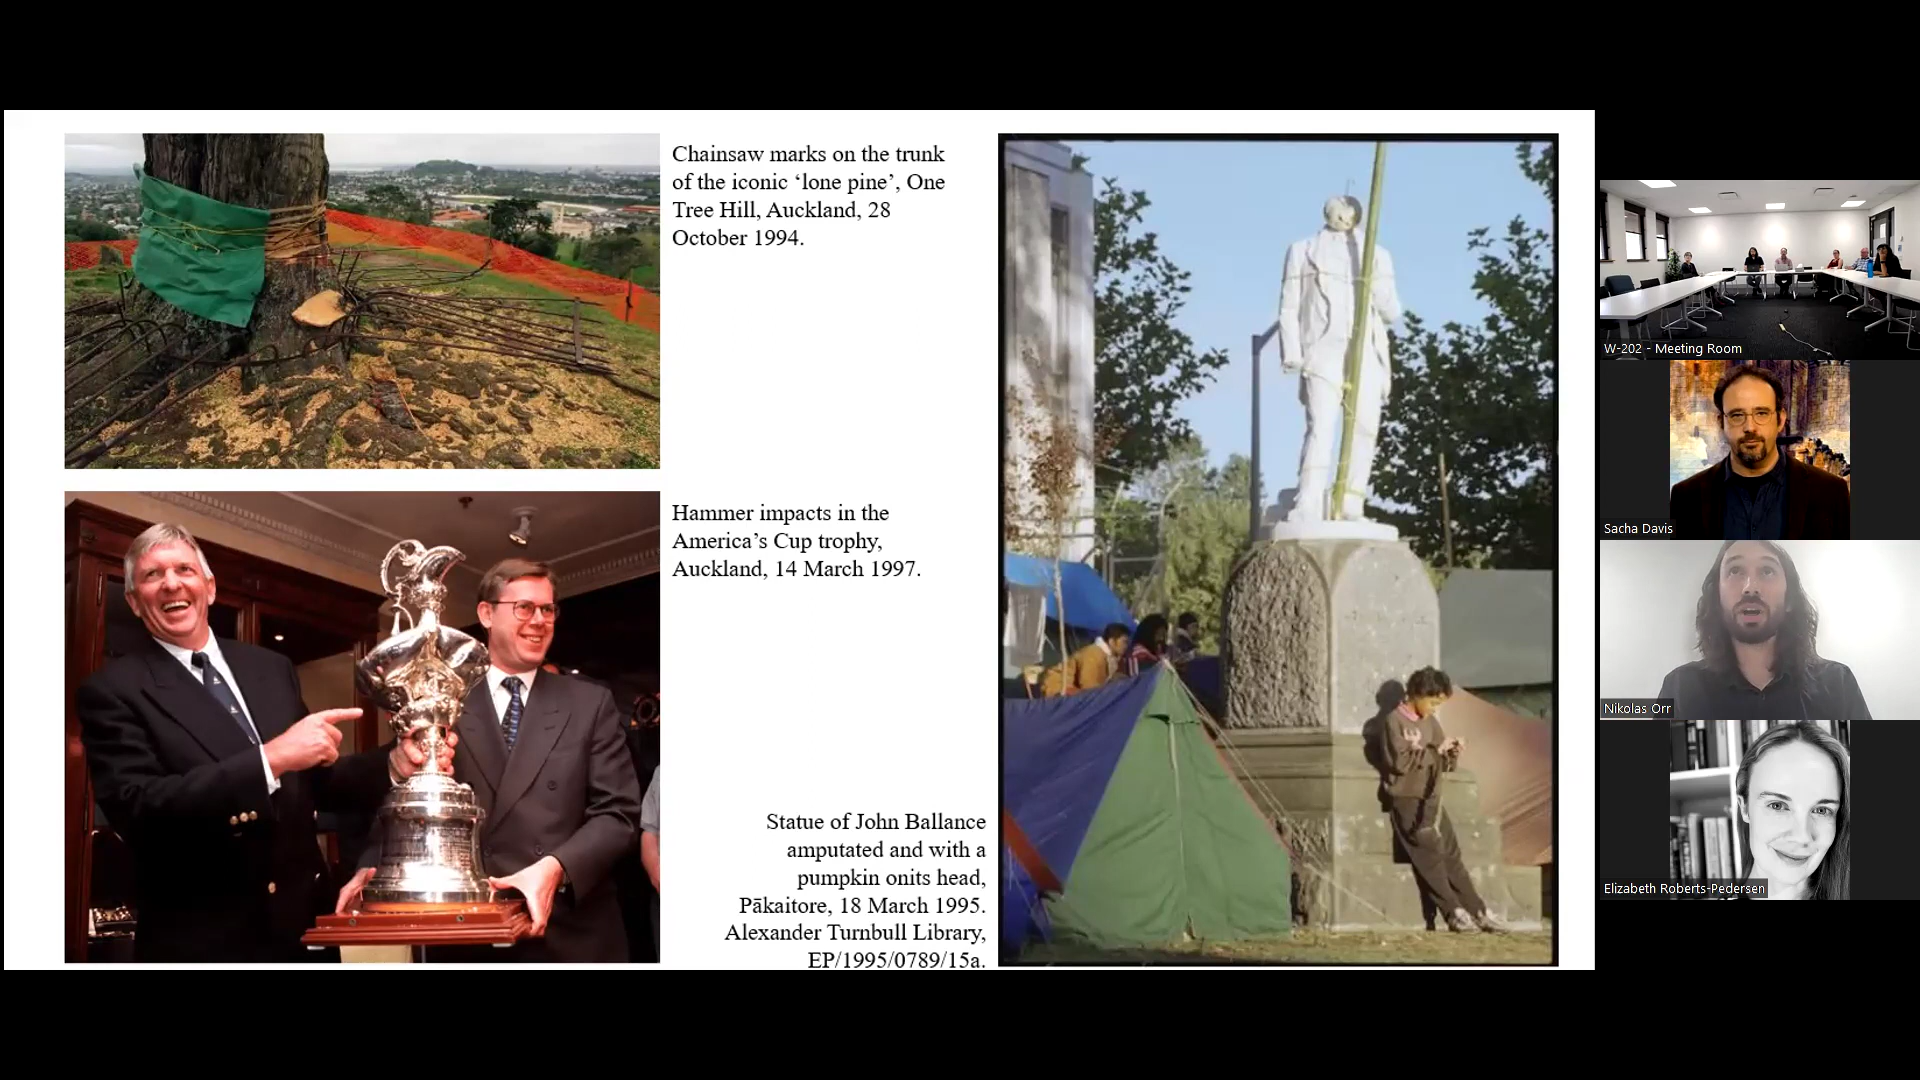 Chainsaw marks on the trunk
of the iconic ‘lone pine’, One
Tree Hill, Auckland, 28
October 1994.
Hammer impacts in the
America’s Cup trophy,
Auckland, 14 March 1997.
Statue of John Ballance
amputated and with a
pumpkin onits head,
Pākaitore, 18 March 1995.
Alexander Turnbull Library,
EP/1995/0789/15a.
W-202 - Meeting Room
Sacha Davis
Nikolas Orr
Elizabeth Roberts-Pedersen